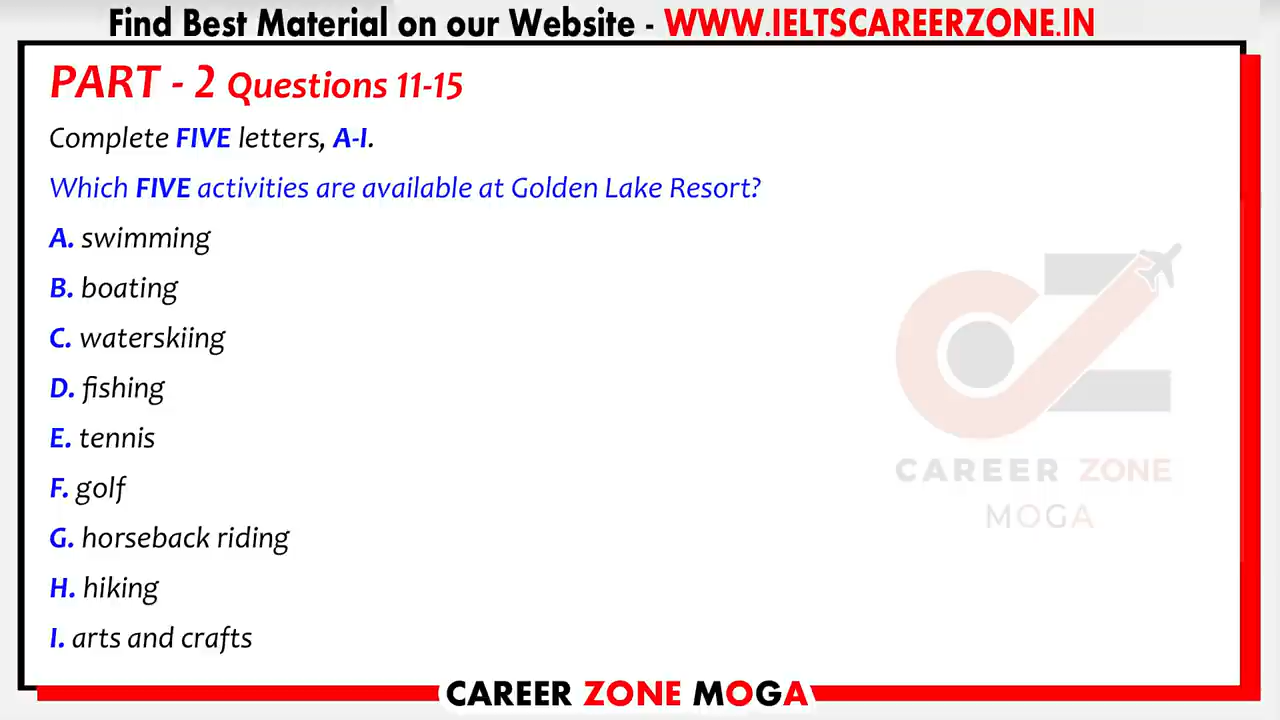 Find Best Material on our Website - WWW.IELTSCAREERZONE.IN
PART - 2 Questions 11-15
Complete FIVE letters, A-I.
Which FIVE activities are available at Golden Lake Resort?
A. swimming
B. boating
C. waterskiing
D. fishing
E. tennis
F. golf
G. horseback riding
H. hiking
I. arts and crafts
CZ
CAREER ZONE
MOGA
CAREER ZONE MOGA